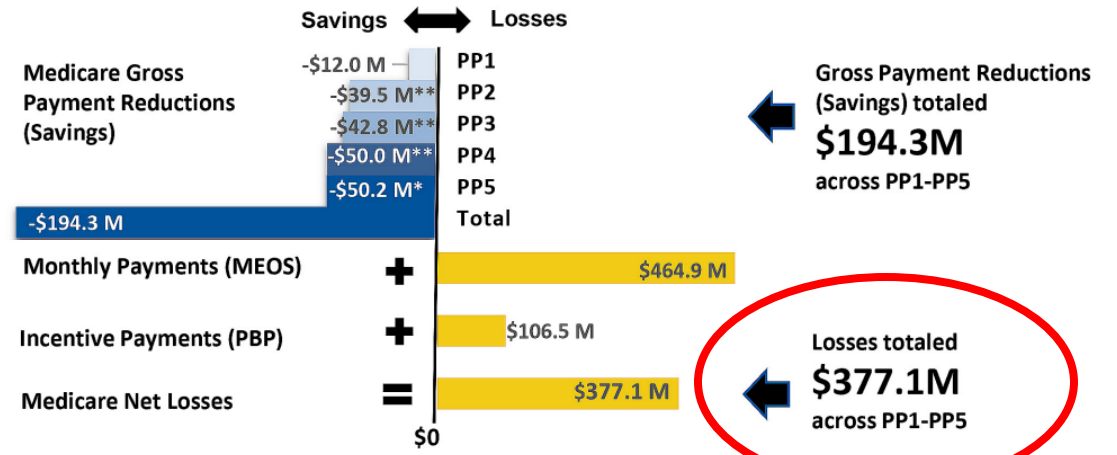 Savings Losses
Medicare Gross
Payment Reductions
(Savings)
-$12.0 M PP1
-$39.5 M** PP2
-$42.8 M** PP3
-$50.0 M** PP4
-$50.2 M* PP5
-$194.3 M Total
Gross Payment Reductions
(Savings) totaled
$194.3M
across PP1-PP5
Monthly Payments (MEOS) + $464.9 M
Incentive Payments (PBP) + $106.5 M
Medicare Net Losses = $377.1 M
$0
Losses totaled
$377.1M
across PP1-PP5